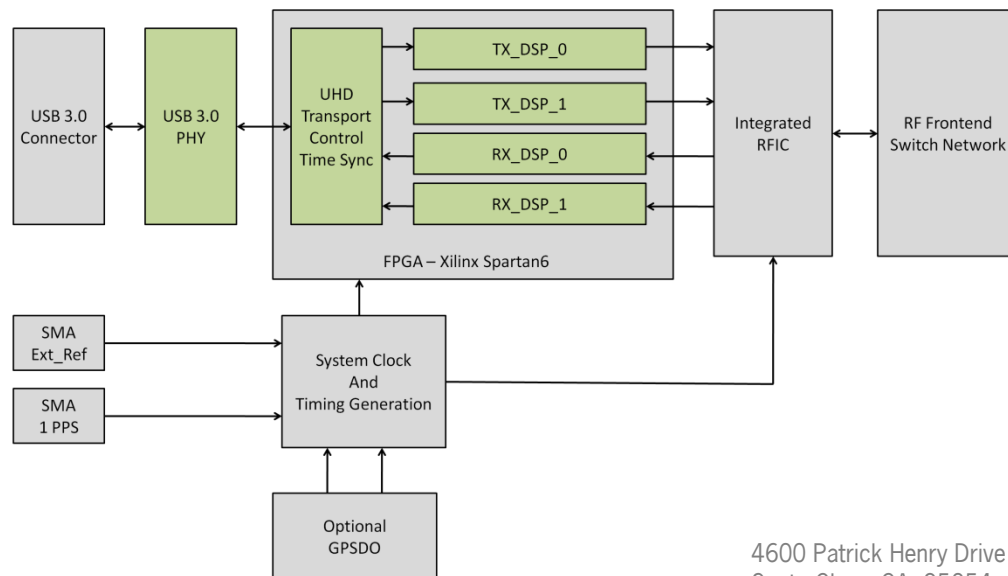 USB 3.0
Connector
USB 3.0
PHY
UHD
Transport
Control
Time Sync
TX_DSP_0
TX_DSP_1
RX_DSP_0
RX_DSP_1
FPGA – Xilinx Spartan6
Integrated
RFIC
RF Frontend
Switch Network
SMA
Ext_Ref
SMA
1 PPS
System Clock
And
Timing Generation
Optional
GPSDO
4600 Patrick Henry Drive